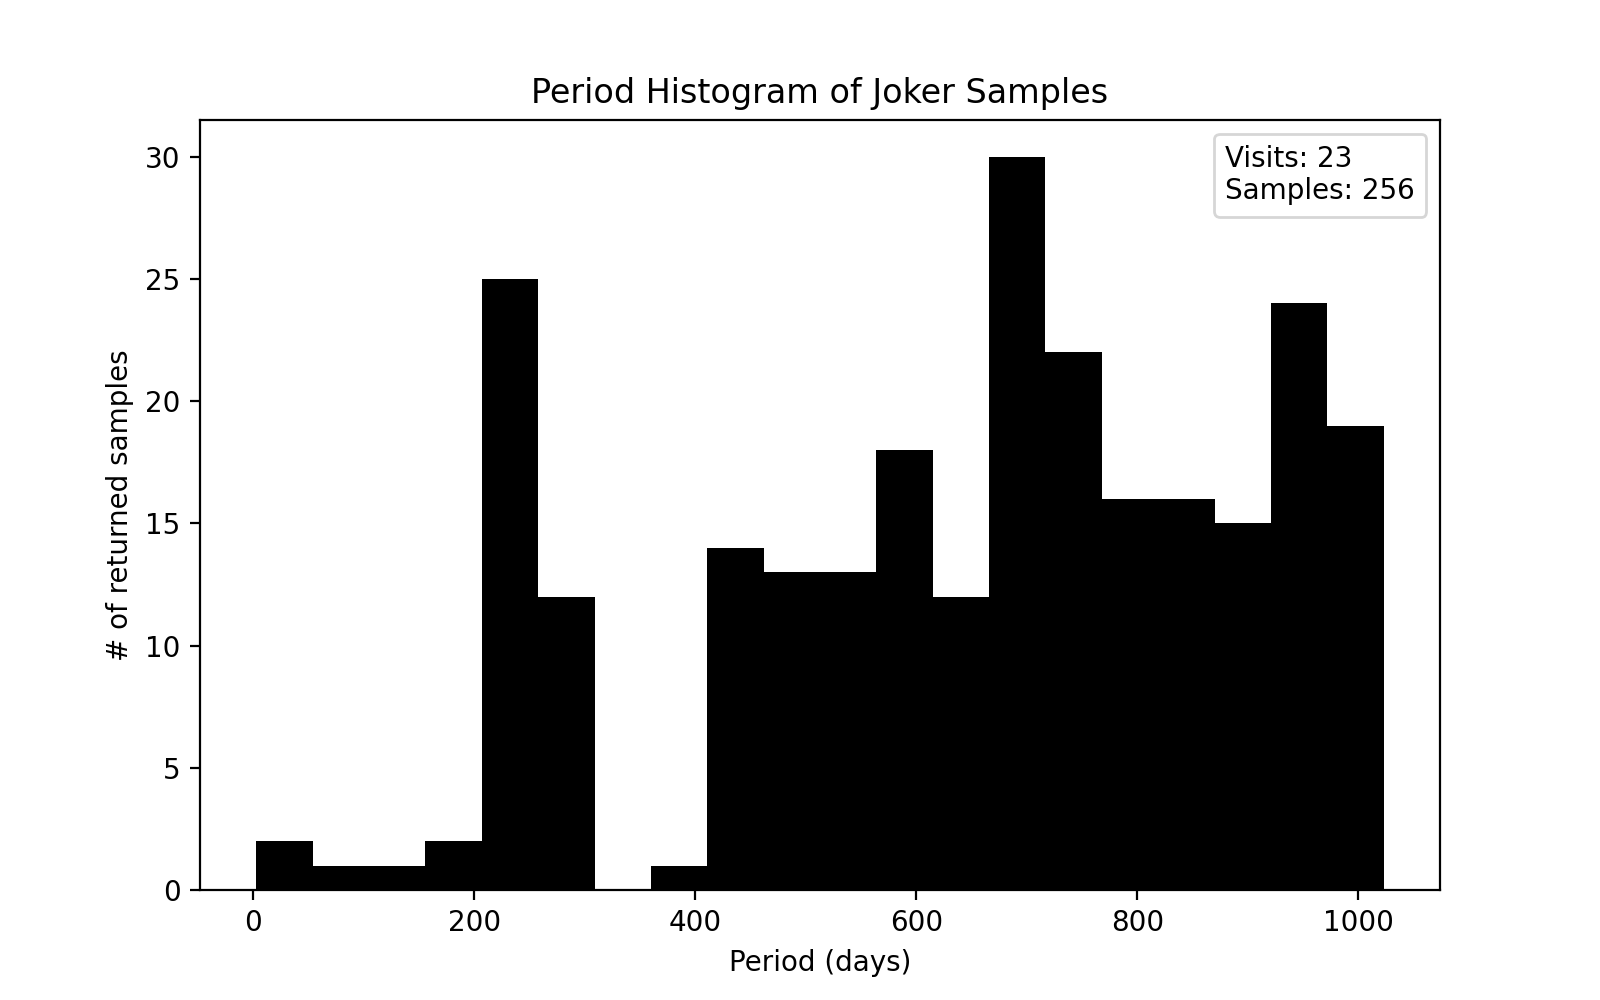 Period Histogram of Joker Samples
Visits: 23
Samples: 256
# of returned samples
30
25
20
15
10
5
0
0 200 400 600 800 1000
Period (days)